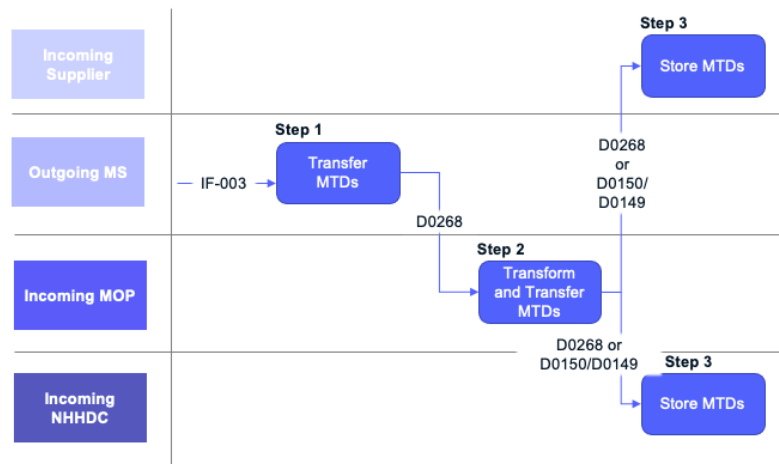 Incoming
Supplier
Step 3
Store MTDs
Outgoing MS
IF-003
Step 1
Transfer
MTDs
D0268
D0268
or
D0150/
D0149
Incoming MOP
Step 2
Transform
and Transfer
MTDs
D0268 or
D0150/D0149
Incoming
NHHDC
Step 3
Store MTDs